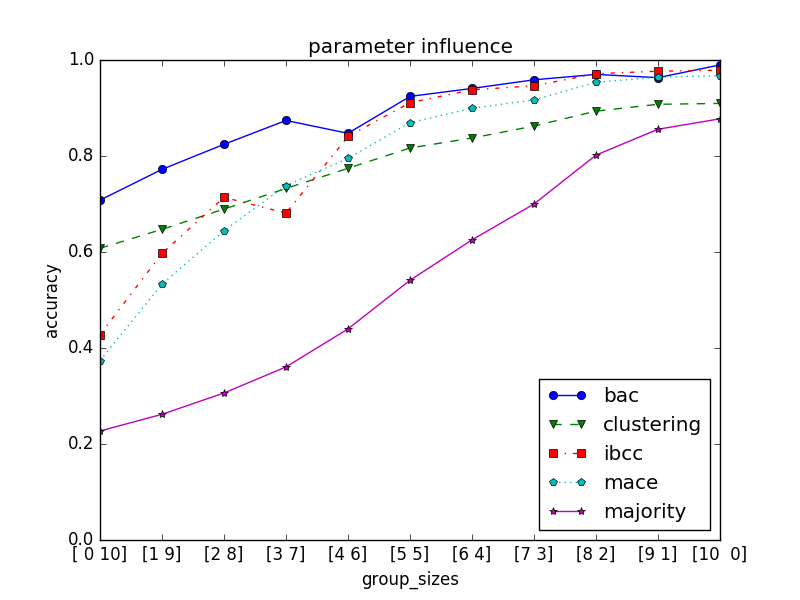 parameter influence
1.0
0.8
0.6
0.4
0.2
0.0
accuracy
bac
clustering
ibcc
mace
majority
[ 0 10] [1 9] [2 8] [3 7] [4 6] [5 5] [6 4] [7 3] [8 2] [9 1] [10  0]
group_sizes